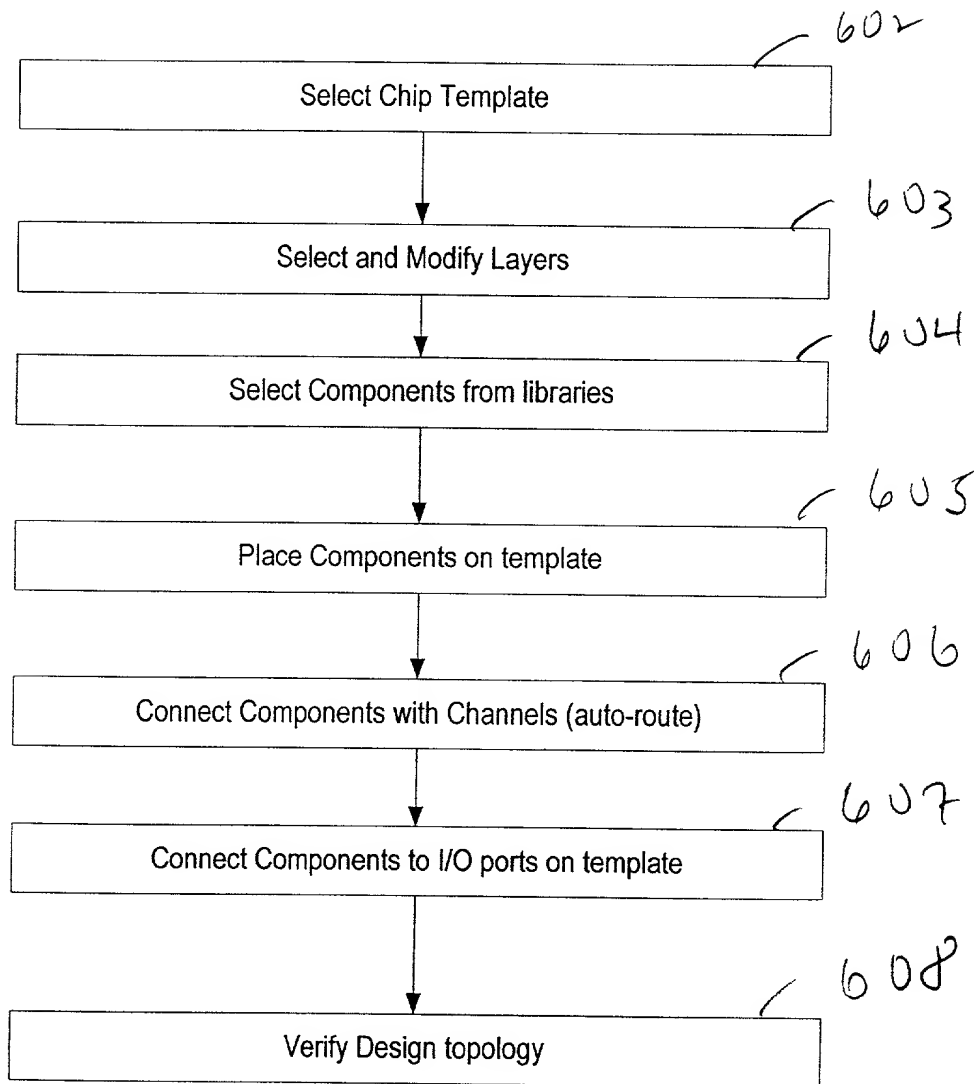 602
Select Chip Template
603
Select and Modify Layers
604
Select Components from libraries
605
Place Components on template
606
Connect Components with Channels (auto-route)
607
Connect Components to I/O ports on template
608
Verify Design topology